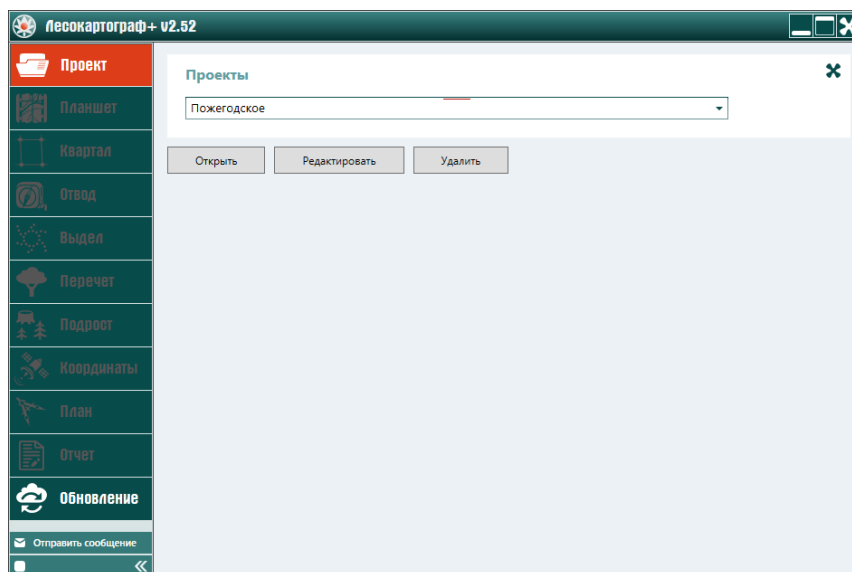 Лесокартограф+ v2.52
Проект
Планшет
Квартал
Отвод
Выдел
Перечет
Подрост
Координаты
План
Отчет
Обновление
Отправить сообщение
Проекты
Пожегодское
Открыть Редактировать Удалить